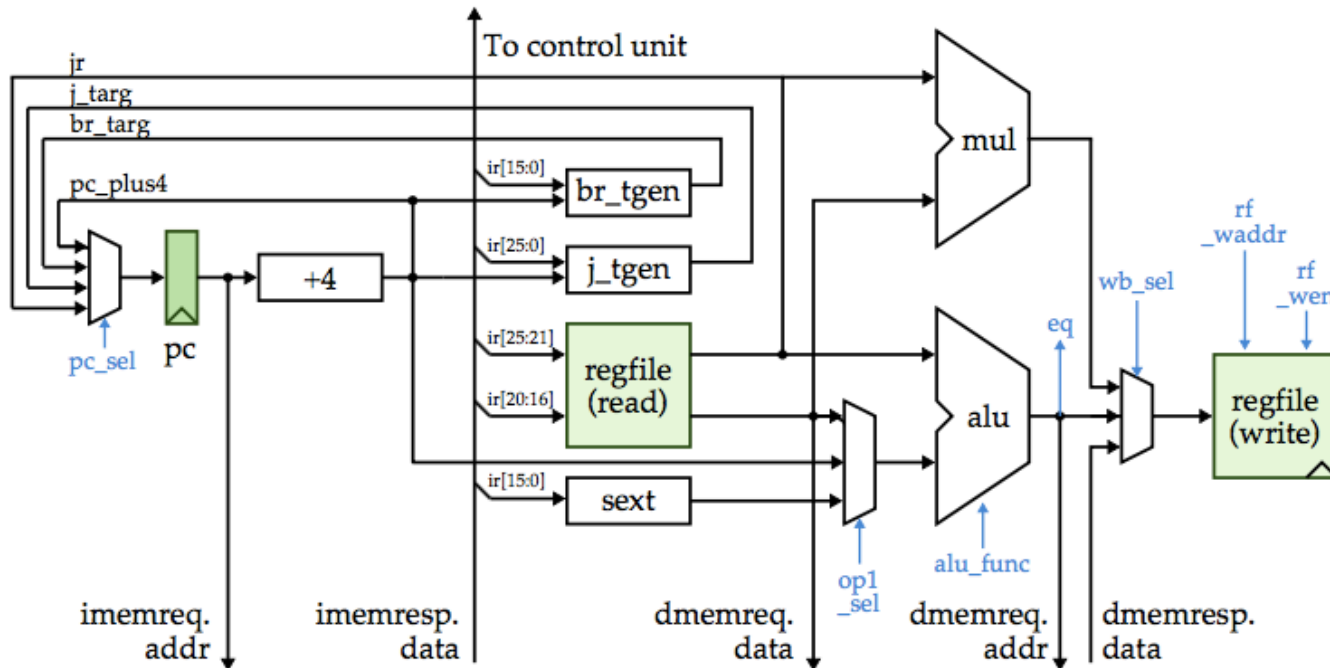 To control unit
jr
j_targ
br_targ
pc_plus4
ir[15:0]
br_tgen
ir[25:0]
j_tgen
+4
pc_sel
pc
ir[25:21]
ir[20:16]
regfile
(read)
ir[15:0]
sext
mul
alu
eq
wb_sel
rf
_waddr
rf
_wen
regfile
(write)
op1
_sel
alu_func
imemreq.
addr
imemresp.
data
dmemreq.
data
dmemreq.
addr
dmemresp.
data